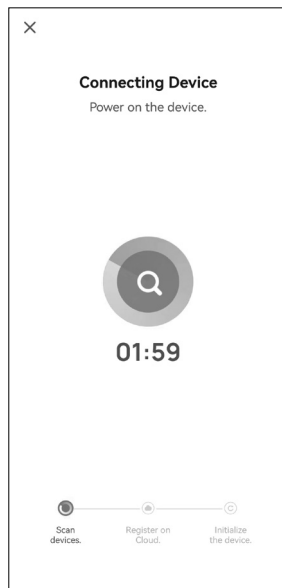 Connecting Device
Power on the device.
01:59
Scan devices.
Register on Cloud.
Initialize the device.